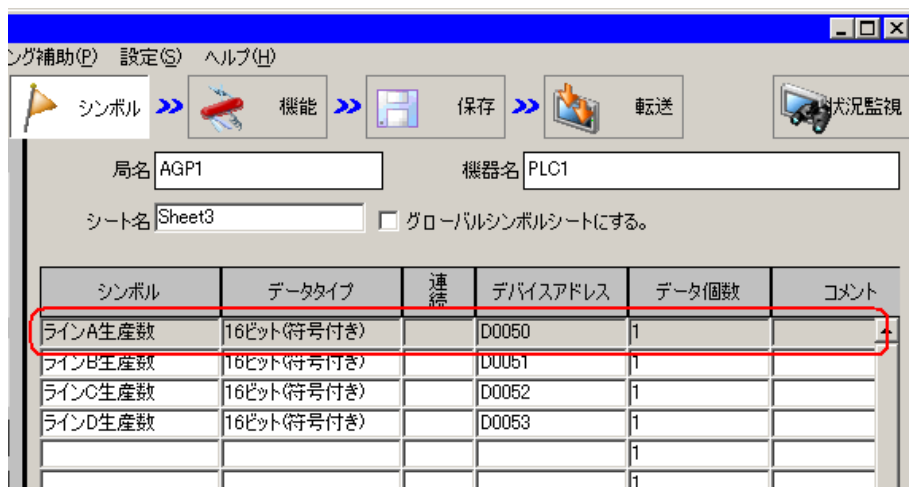 ング補助(P) 設定(S) ヘルプ(H)
シンボル 機能 保存 転送 状況監視
局名 AGP1 機器名 PLC1
シート名 Sheet3 グローバルシンボルシートにする。
シンボル データタイプ 連続 デバイスアドレス データ個数 コメント
ラインA生産数 16ビット(符号付き) D0050 1
ラインB生産数 16ビット(符号付き) D0051 1
ラインC生産数 16ビット(符号付き) D0052 1
ラインD生産数 16ビット(符号付き) D0053 1
1
1